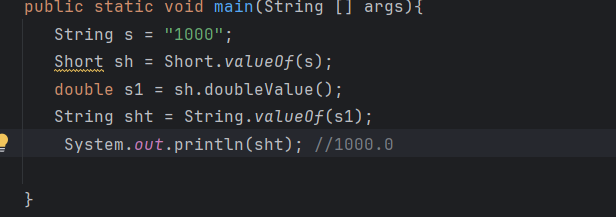 public static void main(String [] args){
String s = "1000";
Short sh = Short.valueOf(s);
double s1 = sh.doubleValue();
String sht = String.valueOf(s1);
System.out.println(sht); //1000.0
}